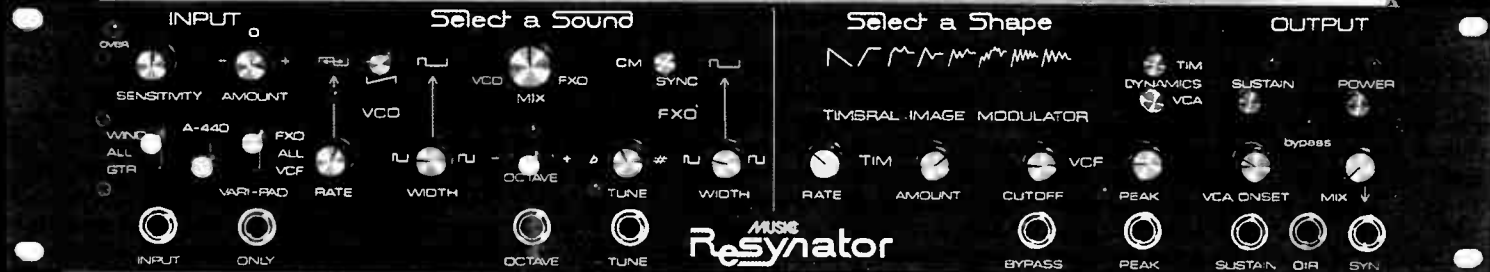 INPUT
Select a Sound
Select a Shape
OUTPUT
OVER
- O +
SENSITIVITY
AMOUNT
VCO
VCO
FXO
MIX
CM
SYNC
FXO
TIM
DYNAMICS
VCA
SUSTAIN
POWER
TIMBRAL IMAGE MODULATOR
WIND
ALL
GTR
A-440
FXO
ALL
VCF
VARI-PAD
RATE
WIDTH
- +
OCTAVE
b #
TUNE
WIDTH
RATE
TIM
AMOUNT
CUTOFF
VCF
PEAK
VCA ONSET
bypass
MIX
INPUT
ONLY
OCTAVE
TUNE
MUSIC
Resynator
BYPASS
PEAK
SUSTAIN
DIR
SYN